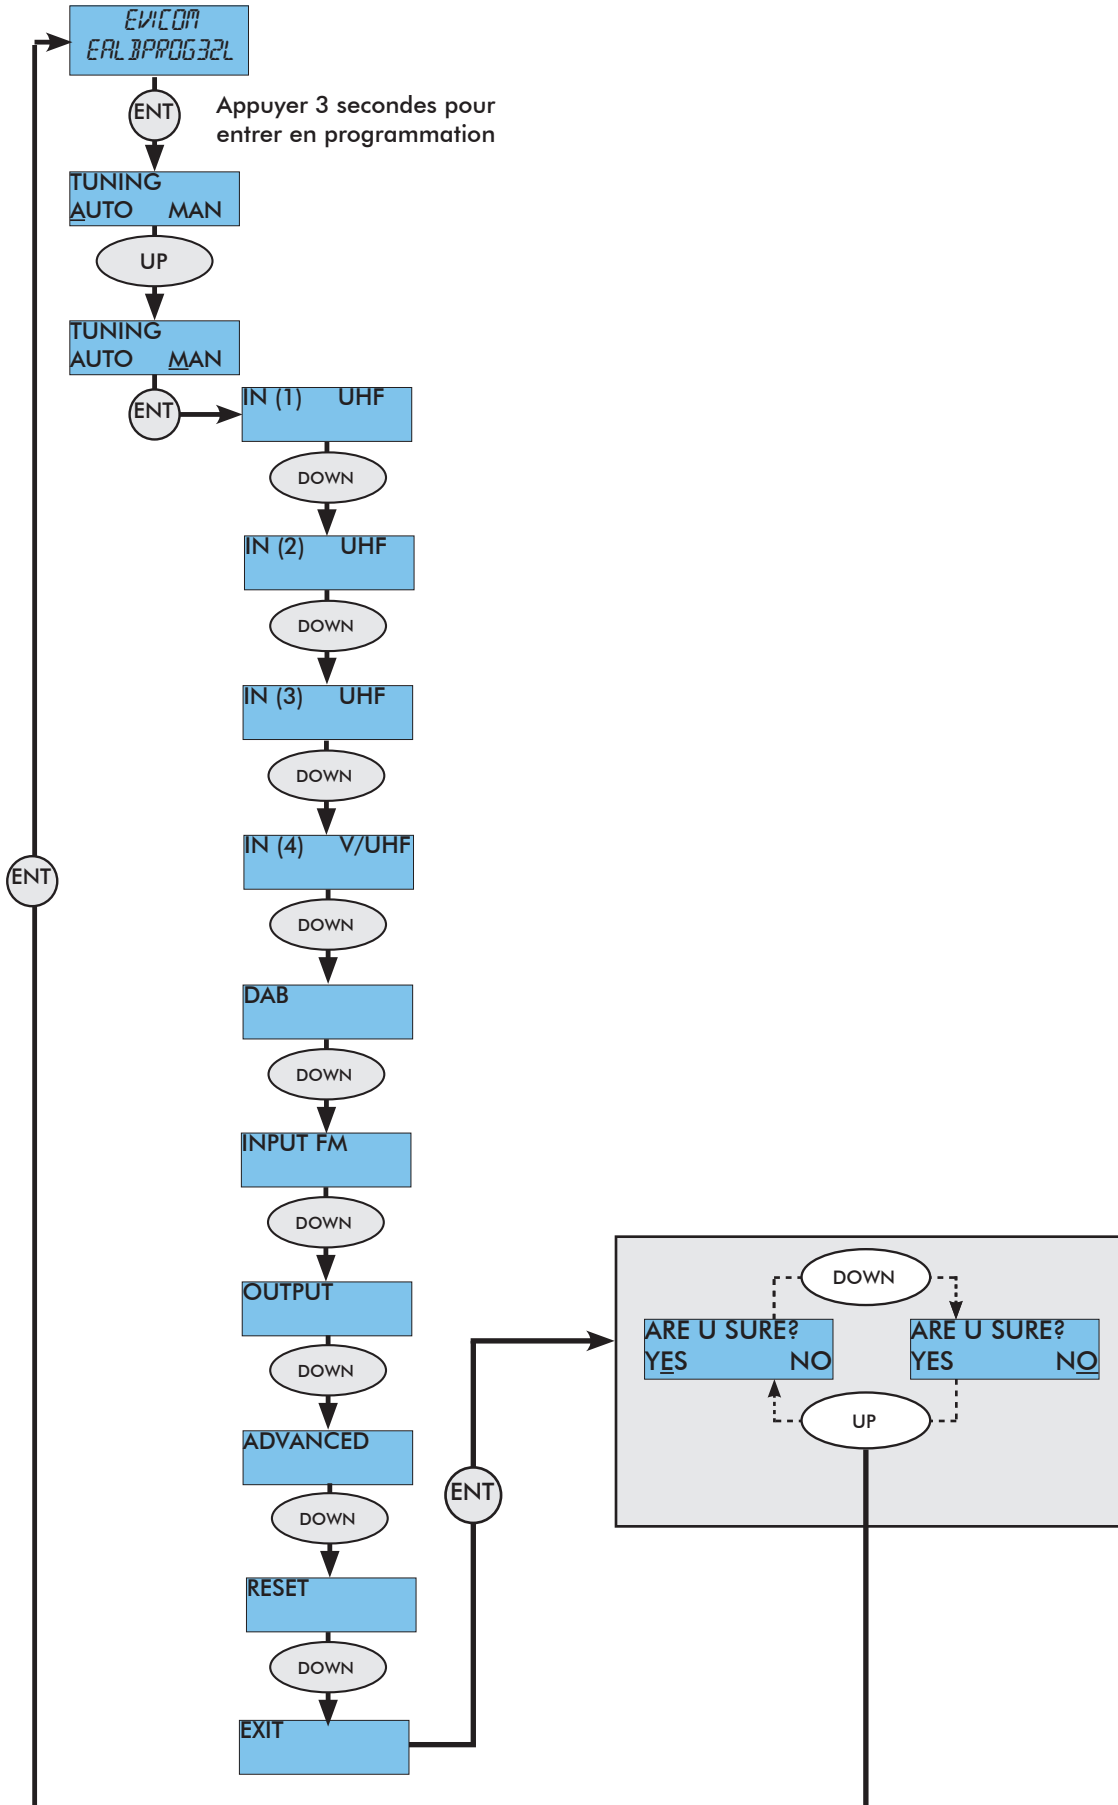 EVICOM
EALBPROG32L
ENT
Appuyer 3 secondes pour
entrer en programmation
TUNING
AUTO MAN
UP
TUNING
AUTO MAN
ENT
IN (1) UHF
DOWN
IN (2) UHF
DOWN
IN (3) UHF
DOWN
IN (4) V/UHF
ENT
DOWN
DAB
DOWN
INPUT FM
DOWN
OUTPUT
DOWN
ADVANCED
DOWN
RESET
DOWN
EXIT
ENT
DOWN
ARE U SURE?
YES NO
ARE U SURE?
YES NO
UP